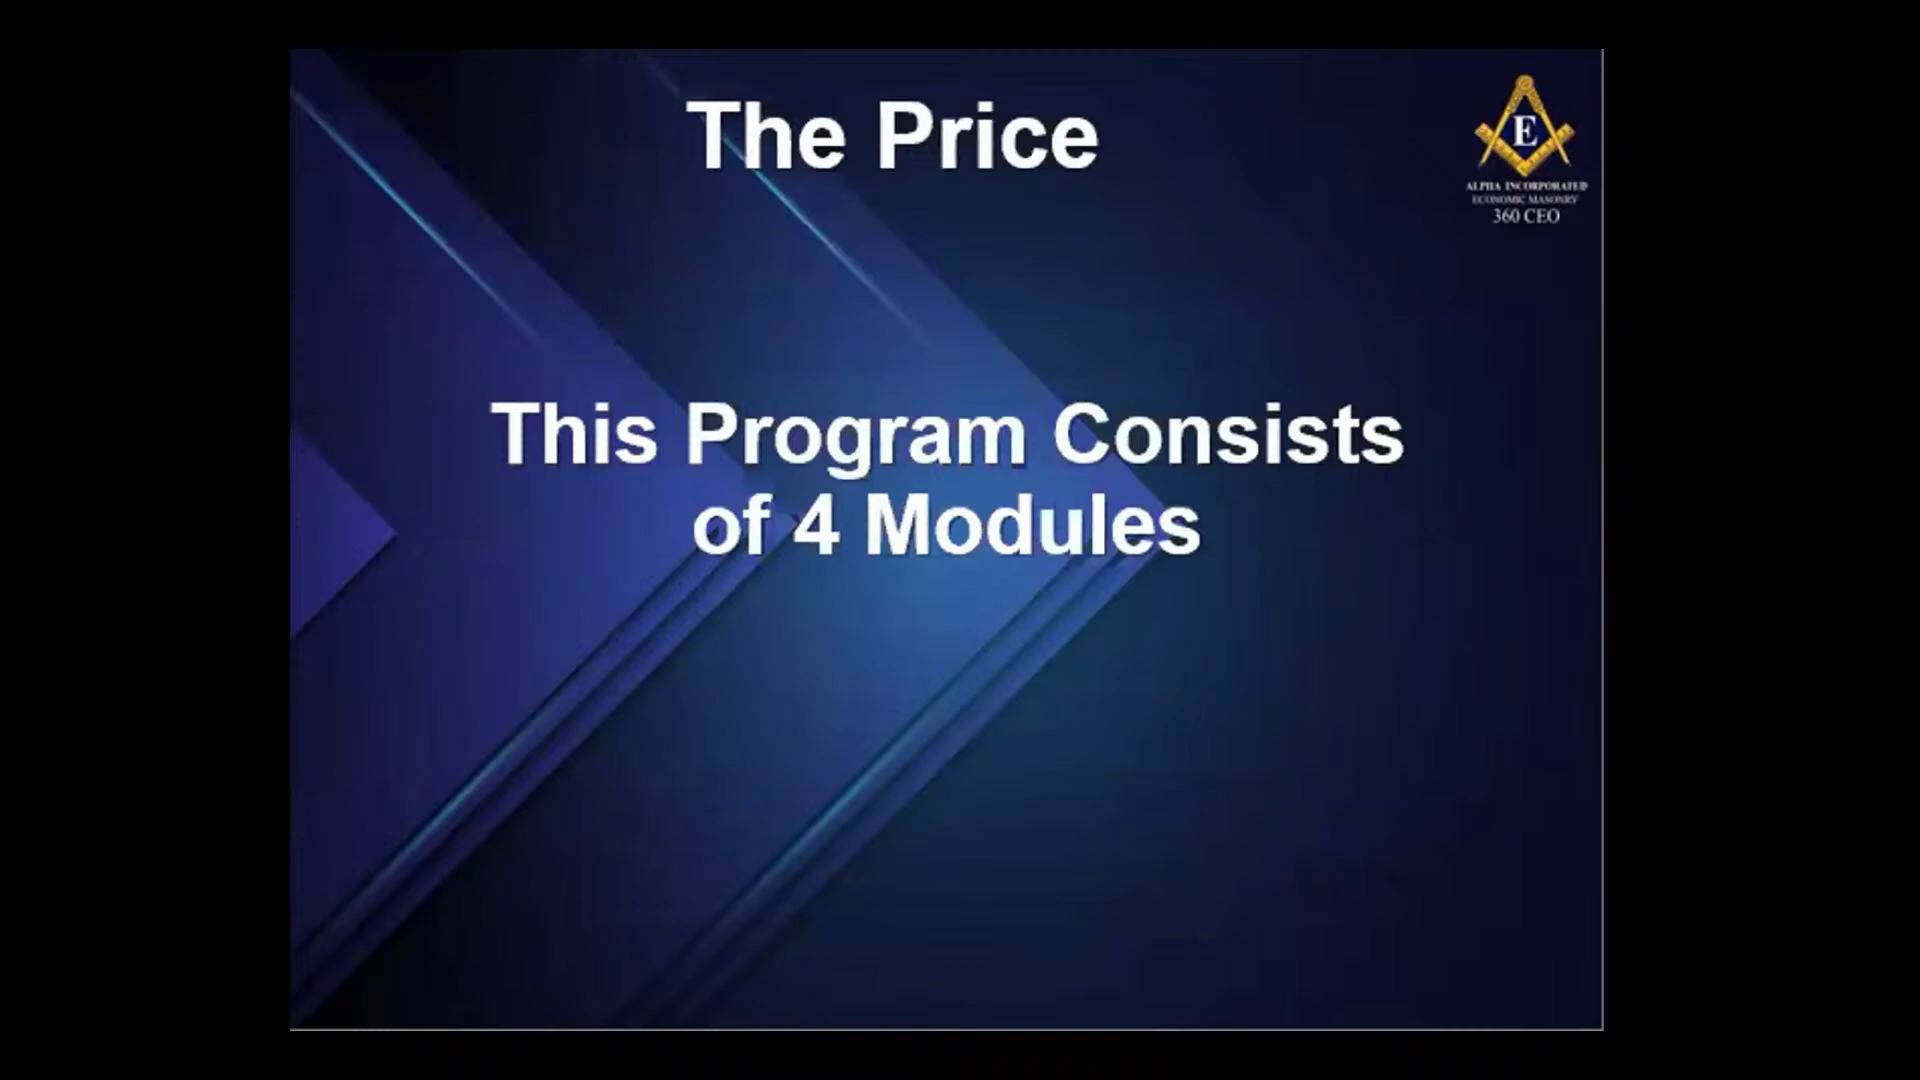 The Price
E
ALPHA INCORPORATED
ECONOMIC MASONRY
360 CEO
This Program Consists
of 4 Modules